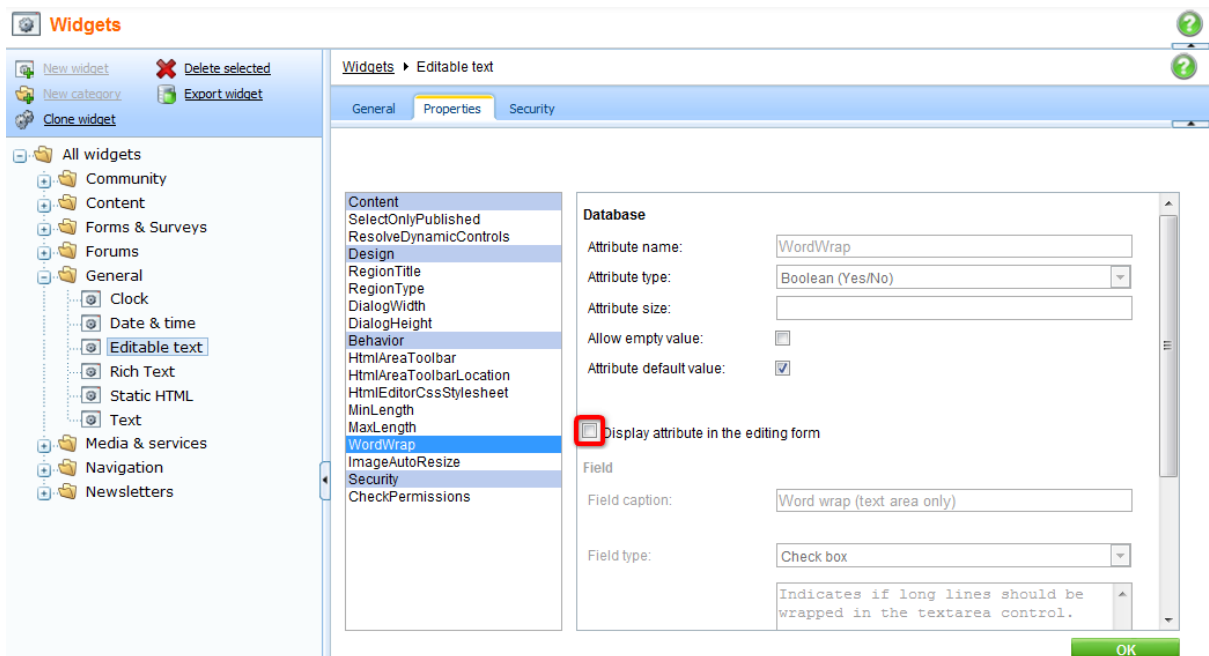 Widgets
New widget
Delete selected
New category
Export widget
Clone widget
All widgets
Community
Content
Forms & Surveys
Forums
General
Clock
Date & time
Editable text
Rich Text
Static HTML
Text
Media & services
Navigation
Newsletters
Widgets Editable text
General Properties Security
Content
SelectOnlyPublished
ResolveDynamicControls
Design
RegionTitle
RegionType
DialogWidth
DialogHeight
Behavior
HtmlAreaToolbar
HtmlAreaToolbarLocation
HtmlEditorCssStylesheet
MinLength
MaxLength
WordWrap
ImageAutoResize
Security
CheckPermissions
Database
Attribute name: WordWrap
Attribute type: Boolean (Yes/No)
Attribute size:
Allow empty value:
Attribute default value:
Display attribute in the editing form
Field
Field caption: Word wrap (text area only)
Field type: Check box
Indicates if long lines should be
wrapped in the textarea control.
OK